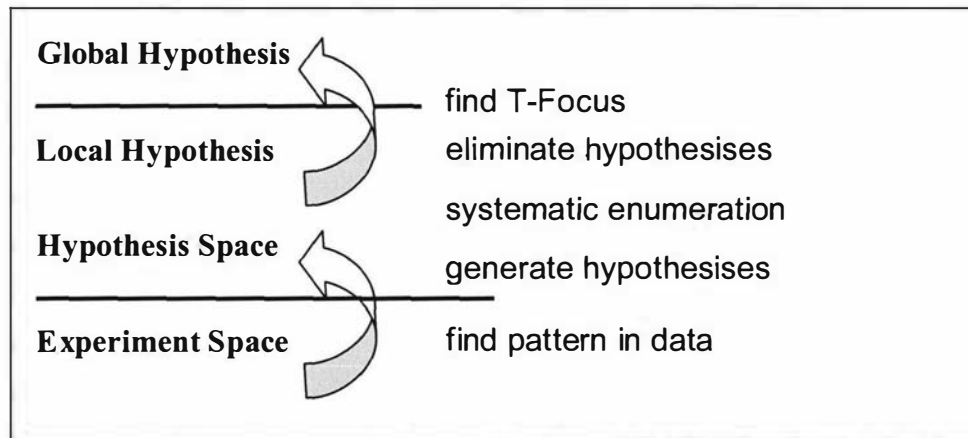 Global Hypothesis
find T-Focus
Local Hypothesis
eliminate hypothesises
systematic enumeration
Hypothesis Space
generate hypothesises
Experiment Space
find pattern in data